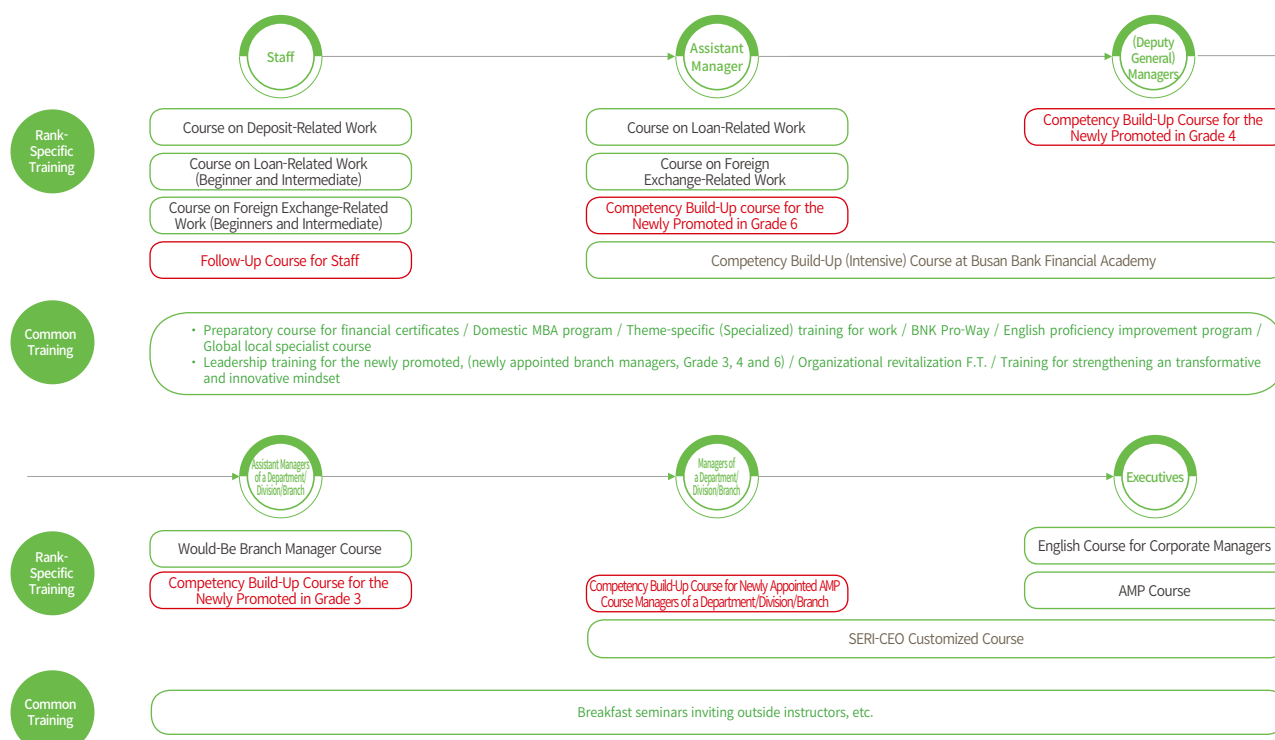 Staff
Assistant
Manager
(Deputy
General)
Managers
Rank-
Specific
Training
Course on Deposit-Related Work
Course on Loan-Related Work
(Beginner and Intermediate)
Course on Foreign Exchange-Related
Work (Beginners and Intermediate)
Follow-Up Course for Staff
Course on Loan-Related Work
Course on Foreign
Exchange-Related Work
Competency Build-Up course for the
Newly Promoted in Grade 6
Competency Build-Up Course for the
Newly Promoted in Grade 4
Competency Build-Up (Intensive) Course at Busan Bank Financial Academy
Common
Training
・ Preparatory course for financial certificates / Domestic MBA program / Theme-specific (Specialized) training for work / BNK Pro-Way / English proficiency improvement program /
Global local specialist course
・ Leadership training for the newly promoted, (newly appointed branch managers, Grade 3, 4 and 6) / Organizational revitalization F.T. / Training for strengthening an transformative
and innovative mindset
Assistant Managers
of a Department/
Division/Branch
Managers of
a Department/
Division/Branch
Executives
Rank-
Specific
Training
Would-Be Branch Manager Course
Competency Build-Up Course for the
Newly Promoted in Grade 3
Competency Build-Up Course for Newly Appointed AMP
Course Managers of a Department/Division/Branch
English Course for Corporate Managers
AMP Course
SERI-CEO Customized Course
Common
Training
Breakfast seminars inviting outside instructors, etc.